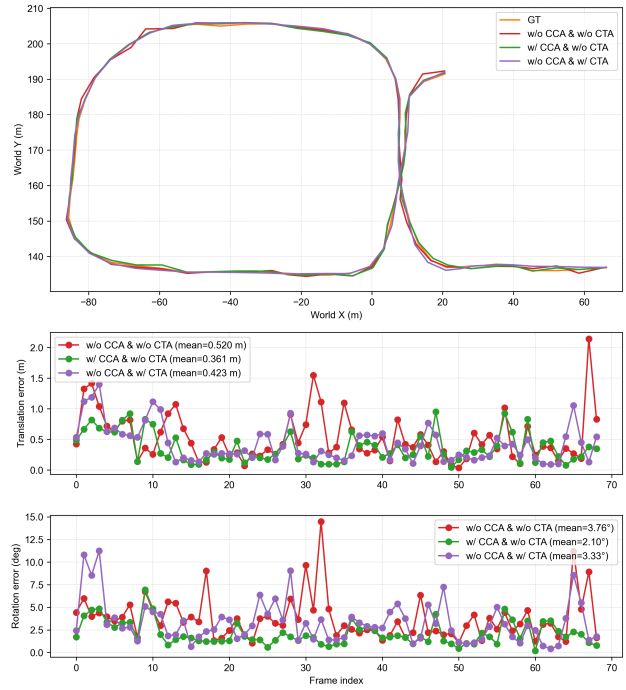 210
200
190
180
170
160
150
140
World Y (m)
−80
−60
−40
−20
0
20
40
60
World X (m)
GT
w/o CCA & w/o CTA
w/ CCA & w/o CTA
w/o CCA & w/ CTA
2.0
1.5
1.0
0.5
0.0
Translation error (m)
w/o CCA & w/o CTA (mean=0.520 m)
w/ CCA & w/o CTA (mean=0.361 m)
w/o CCA & w/ CTA (mean=0.423 m)
0
10
20
30
40
50
60
70
15.0
12.5
10.0
7.5
5.0
2.5
0.0
Rotation error (deg)
w/o CCA & w/o CTA (mean=3.76°)
w/ CCA & w/o CTA (mean=2.10°)
w/o CCA & w/ CTA (mean=3.33°)
0
10
20
30
40
50
60
70
Frame index